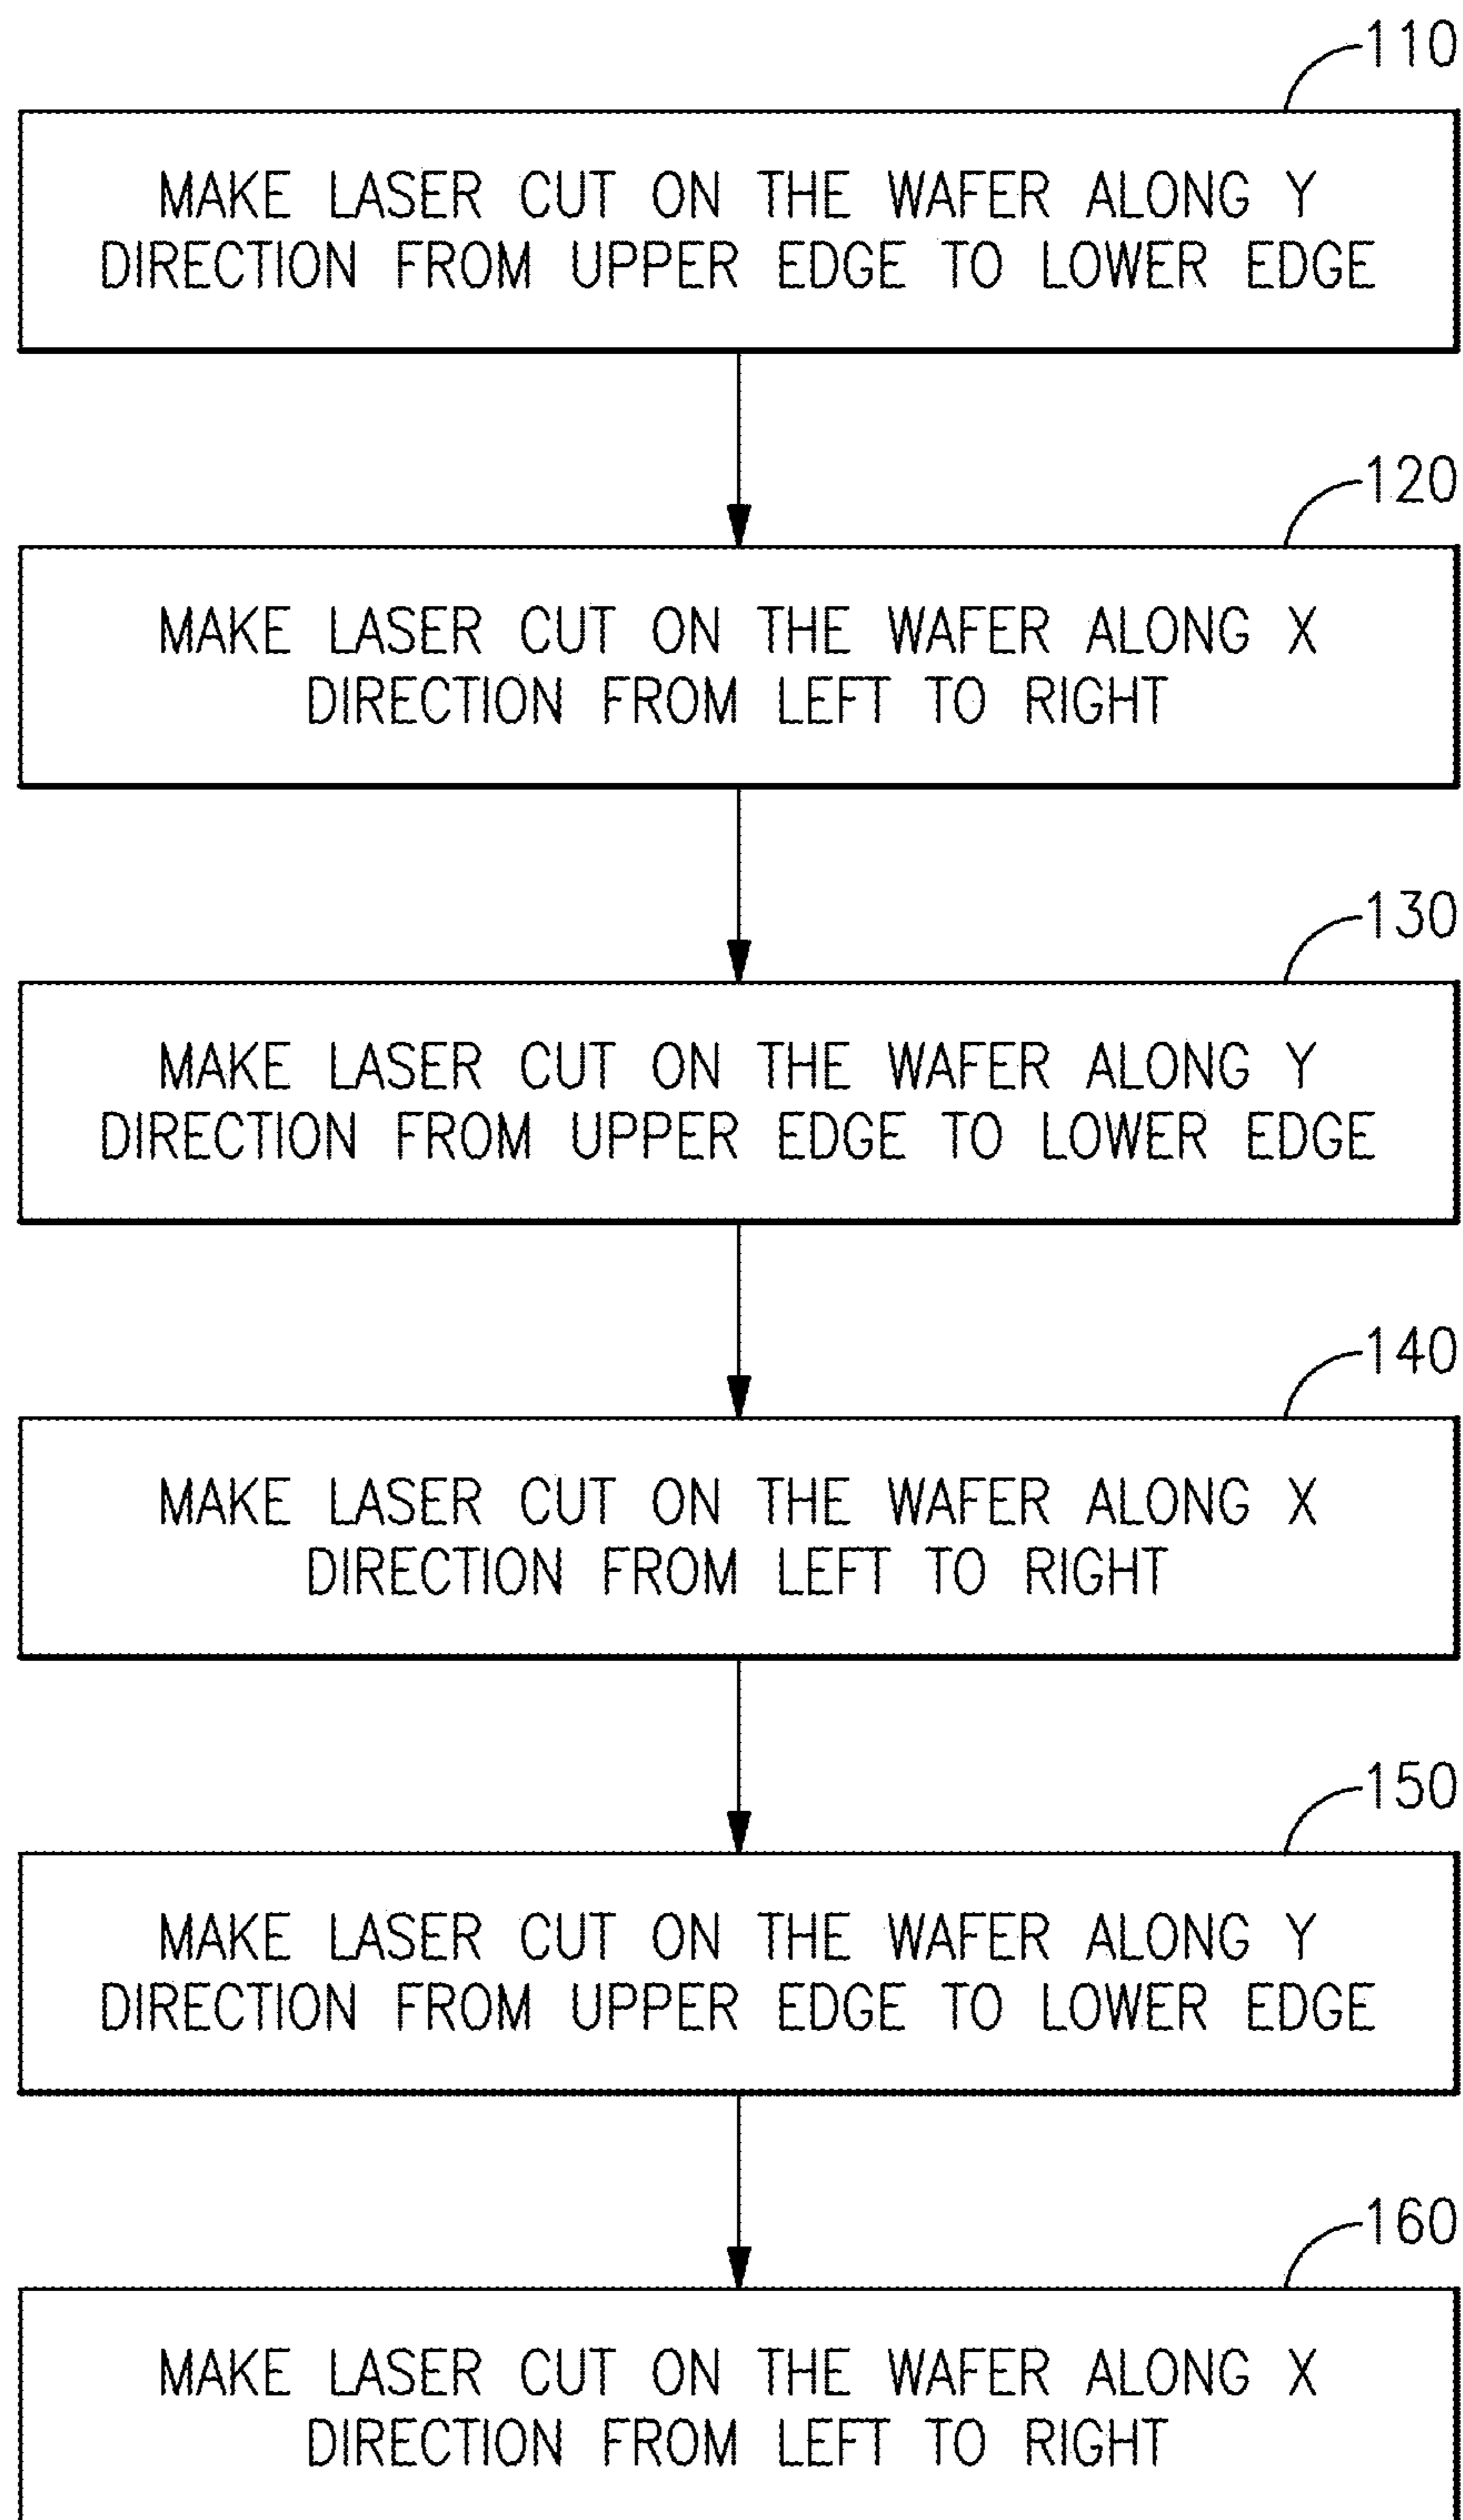 110
MAKE LASER CUT ON THE WAFER ALONG Y
DIRECTION FROM UPPER EDGE TO LOWER EDGE
120
MAKE LASER CUT ON THE WAFER ALONG X
DIRECTION FROM LEFT TO RIGHT
130
MAKE LASER CUT ON THE WAFER ALONG Y
DIRECTION FROM UPPER EDGE TO LOWER EDGE
140
MAKE LASER CUT ON THE WAFER ALONG X
DIRECTION FROM LEFT TO RIGHT
150
MAKE LASER CUT ON THE WAFER ALONG Y
DIRECTION FROM UPPER EDGE TO LOWER EDGE
160
MAKE LASER CUT ON THE WAFER ALONG X
DIRECTION FROM LEFT TO RIGHT